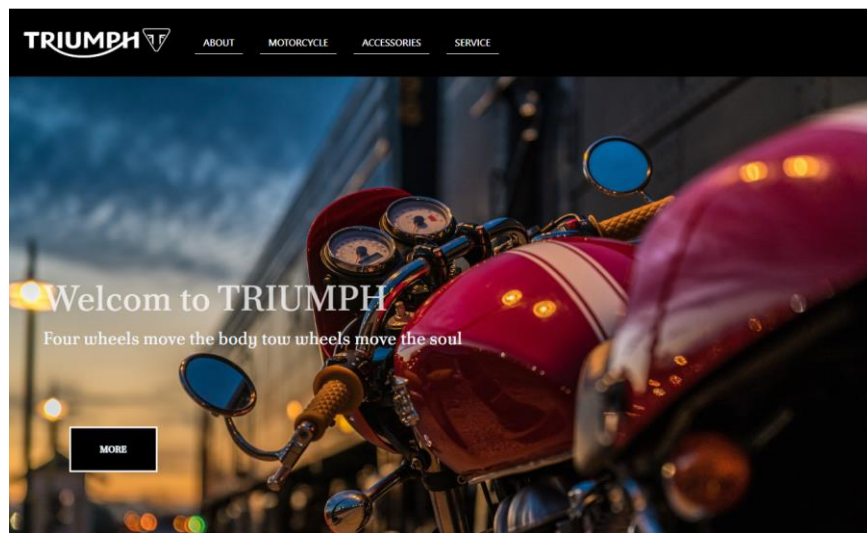 TRIUMPH
ABOUT MOTORCYCLE ACCESSORIES SERVICE
Welcom to TRIUMPH
Four wheels move the body tow wheels move the soul
MORE